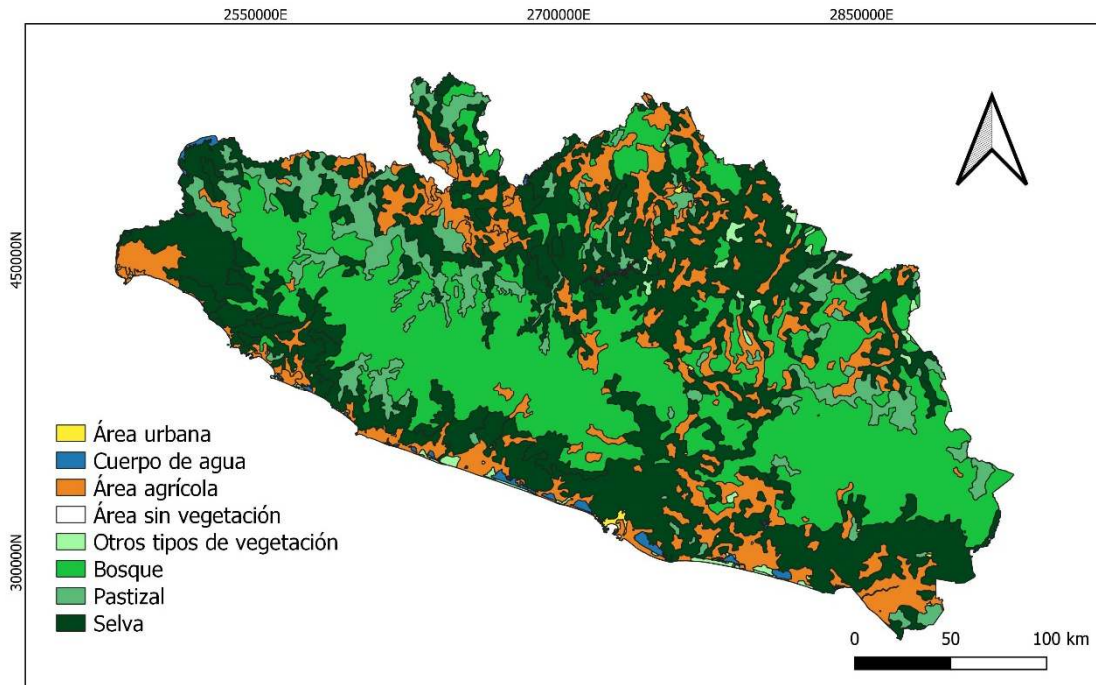 2550000E 2700000E 2850000E
450000N
300000N
Área urbana
Cuerpo de agua
Área agrícola
Área sin vegetación
Otros tipos de vegetación
Bosque
Pastizal
Selva
0 50 100 km